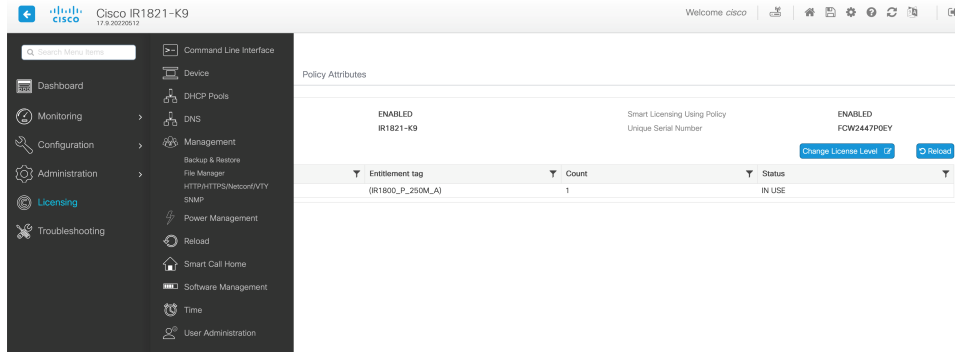 Cisco IR1821-K9
17.9.20220512
CISCO
Welcome cisco
Search Menu Items
Dashboard
Monitoring
Configuration
Administration
Licensing
Troubleshooting
Command Line Interface
Device
DHCP Pools
DNS
Management
Backup & Restore
File Manager
HTTP/HTTPS/Netconf/VTY
SNMP
Power Management
Reload
Smart Call Home
Software Management
Time
User Administration
Policy Attributes
ENABLED Smart Licensing Using Policy ENABLED
IR1821-K9 Unique Serial Number FCW2447P0EY
Change License Level Reload
Entitlement tag Count Status
(IR1800_P_250M_A) 1 IN USE